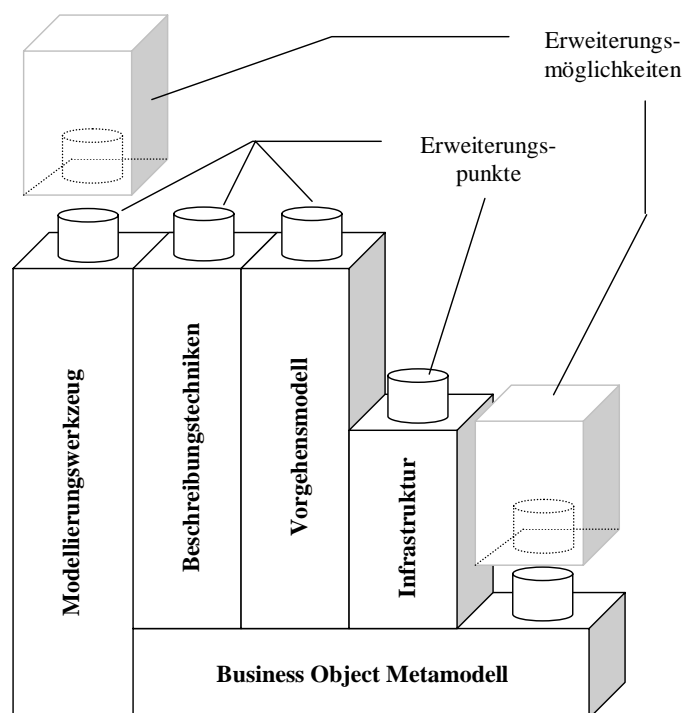 Erweiterungs-
möglichkeiten
Erweiterungs-
punkte
Modellierungswerkzeug
Beschreibungstechniken
Vorgehensmodell
Infrastruktur
Business Object Metamodell